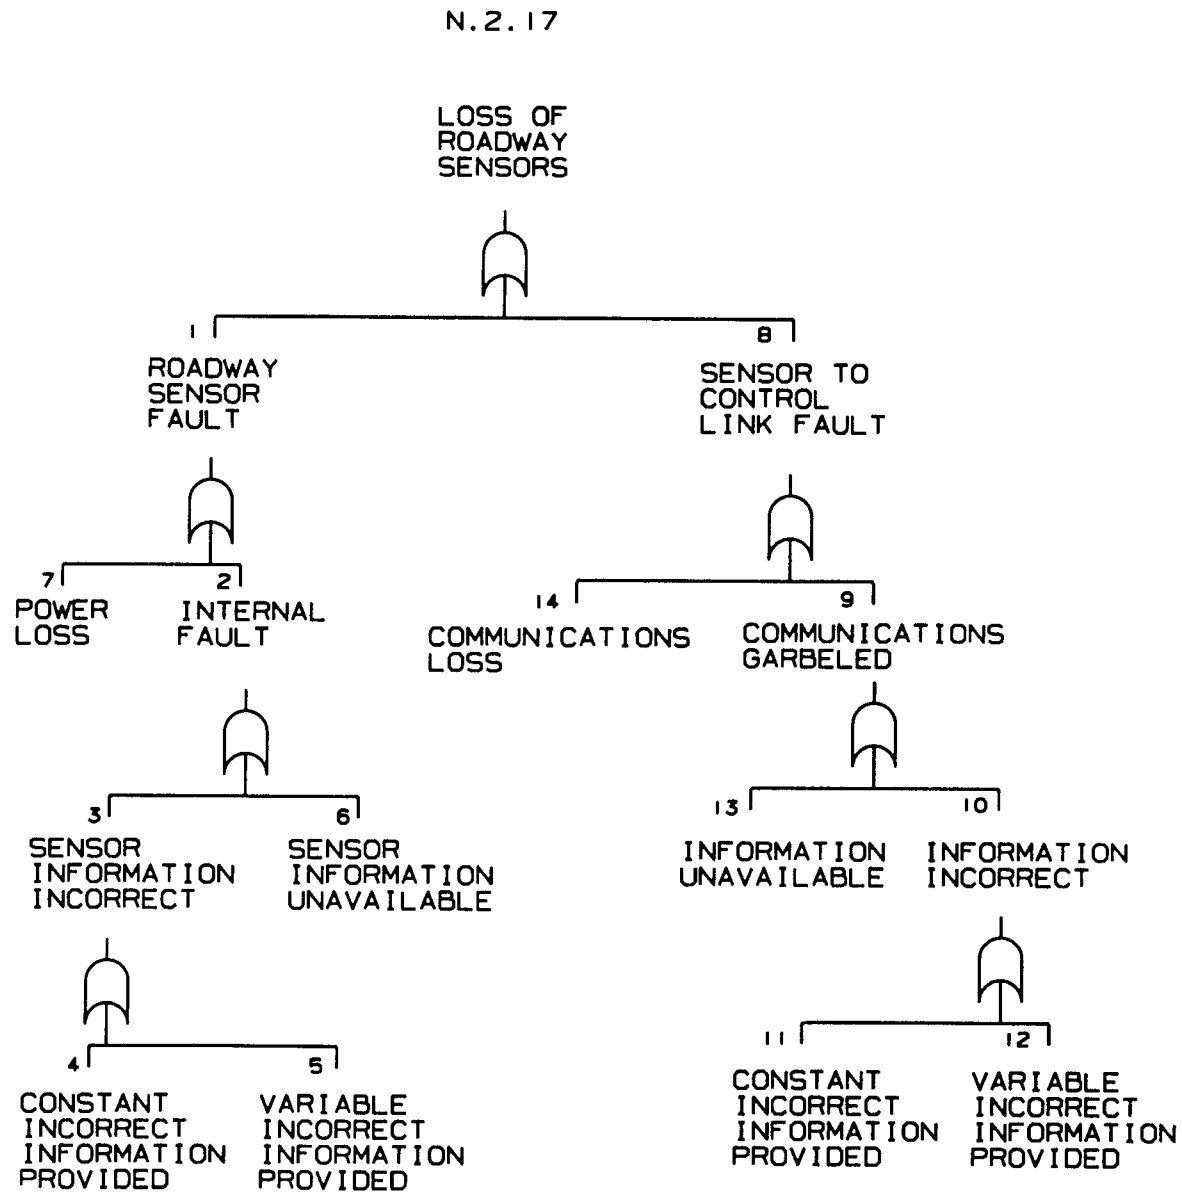 N.2.17
LOSS OF
ROADWAY
SENSORS
1
8
ROADWAY
SENSOR
FAULT
SENSOR TO
CONTROL
LINK FAULT
7
2
POWER
LOSS
INTERNAL
FAULT
14
9
COMMUNICATIONS
LOSS
COMMUNICATIONS
GARBELED
3
6
SENSOR
INFORMATION
INCORRECT
SENSOR
INFORMATION
UNAVAILABLE
13
10
INFORMATION
UNAVAILABLE
INFORMATION
INCORRECT
4
5
CONSTANT
INCORRECT
INFORMATION
PROVIDED
VARIABLE
INCORRECT
INFORMATION
PROVIDED
11
12
CONSTANT
INCORRECT
INFORMATION
PROVIDED
VARIABLE
INCORRECT
INFORMATION
PROVIDED